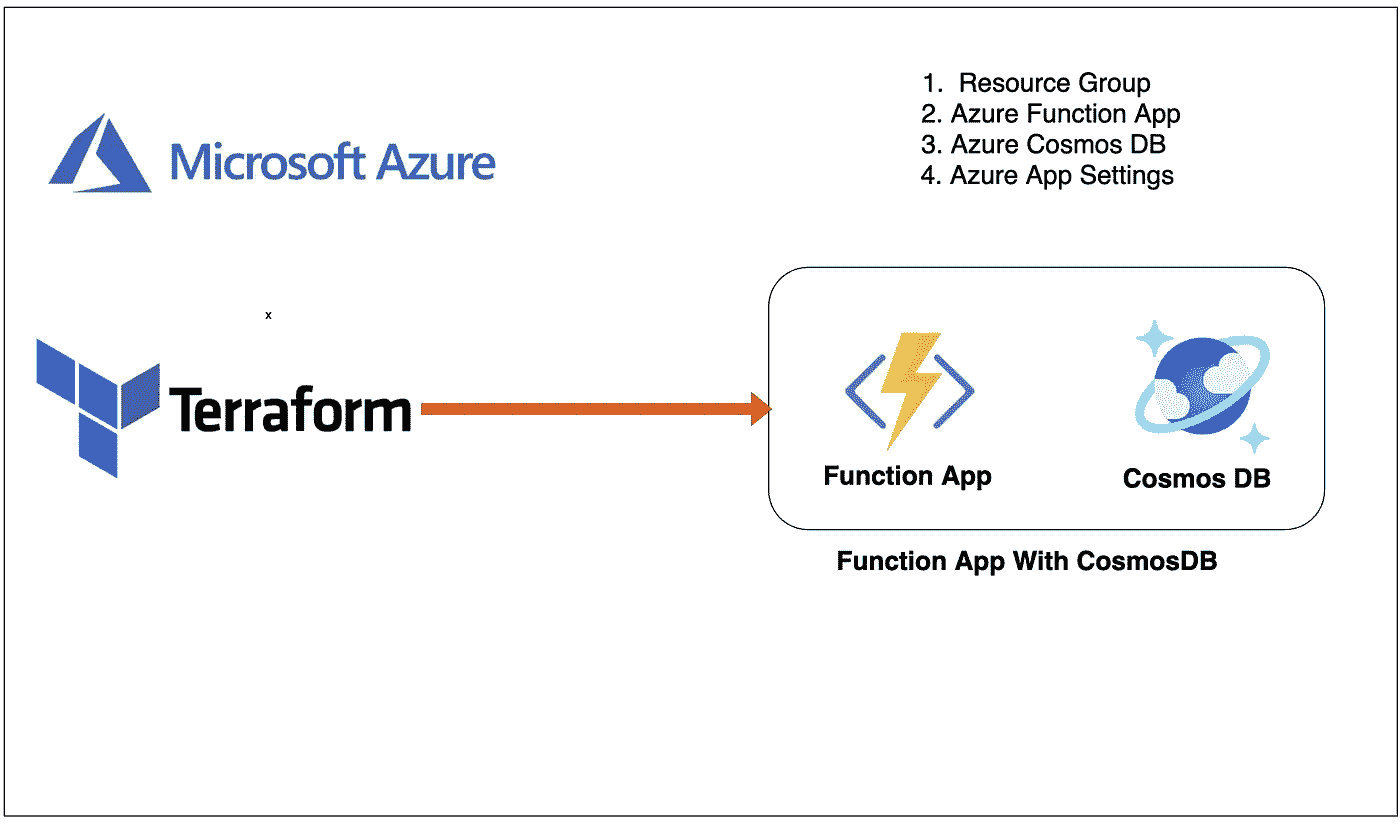 Microsoft Azure
1. Resource Group
2. Azure Function App
3. Azure Cosmos DB
4. Azure App Settings
x
Terraform
Function App
Cosmos DB
Function App With CosmosDB